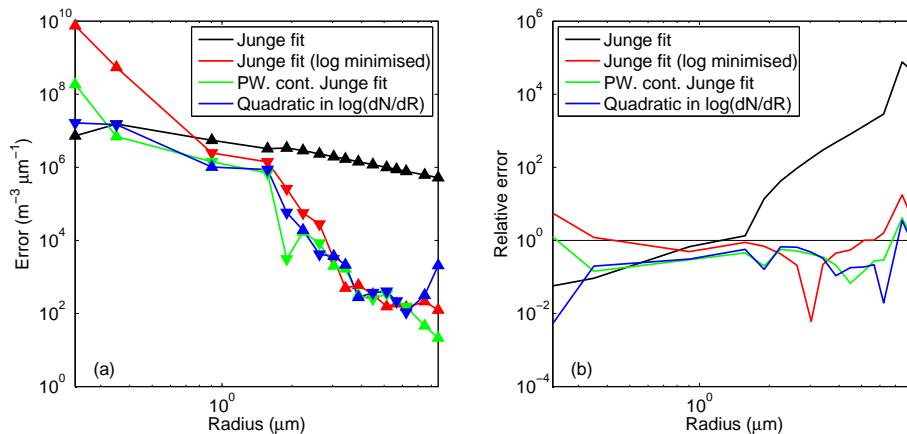 10^10
10^8
10^6
10^4
10^2
10^0
Error (m^−3 μm^−1)
10^0
Radius (μm)
(a)
Junge fit
Junge fit (log minimised)
PW. cont. Junge fit
Quadratic in log(dN/dR)
10^6
10^4
10^2
10^0
10^−2
10^−4
Relative error
10^0
Radius (μm)
(b)
Junge fit
Junge fit (log minimised)
PW. cont. Junge fit
Quadratic in log(dN/dR)